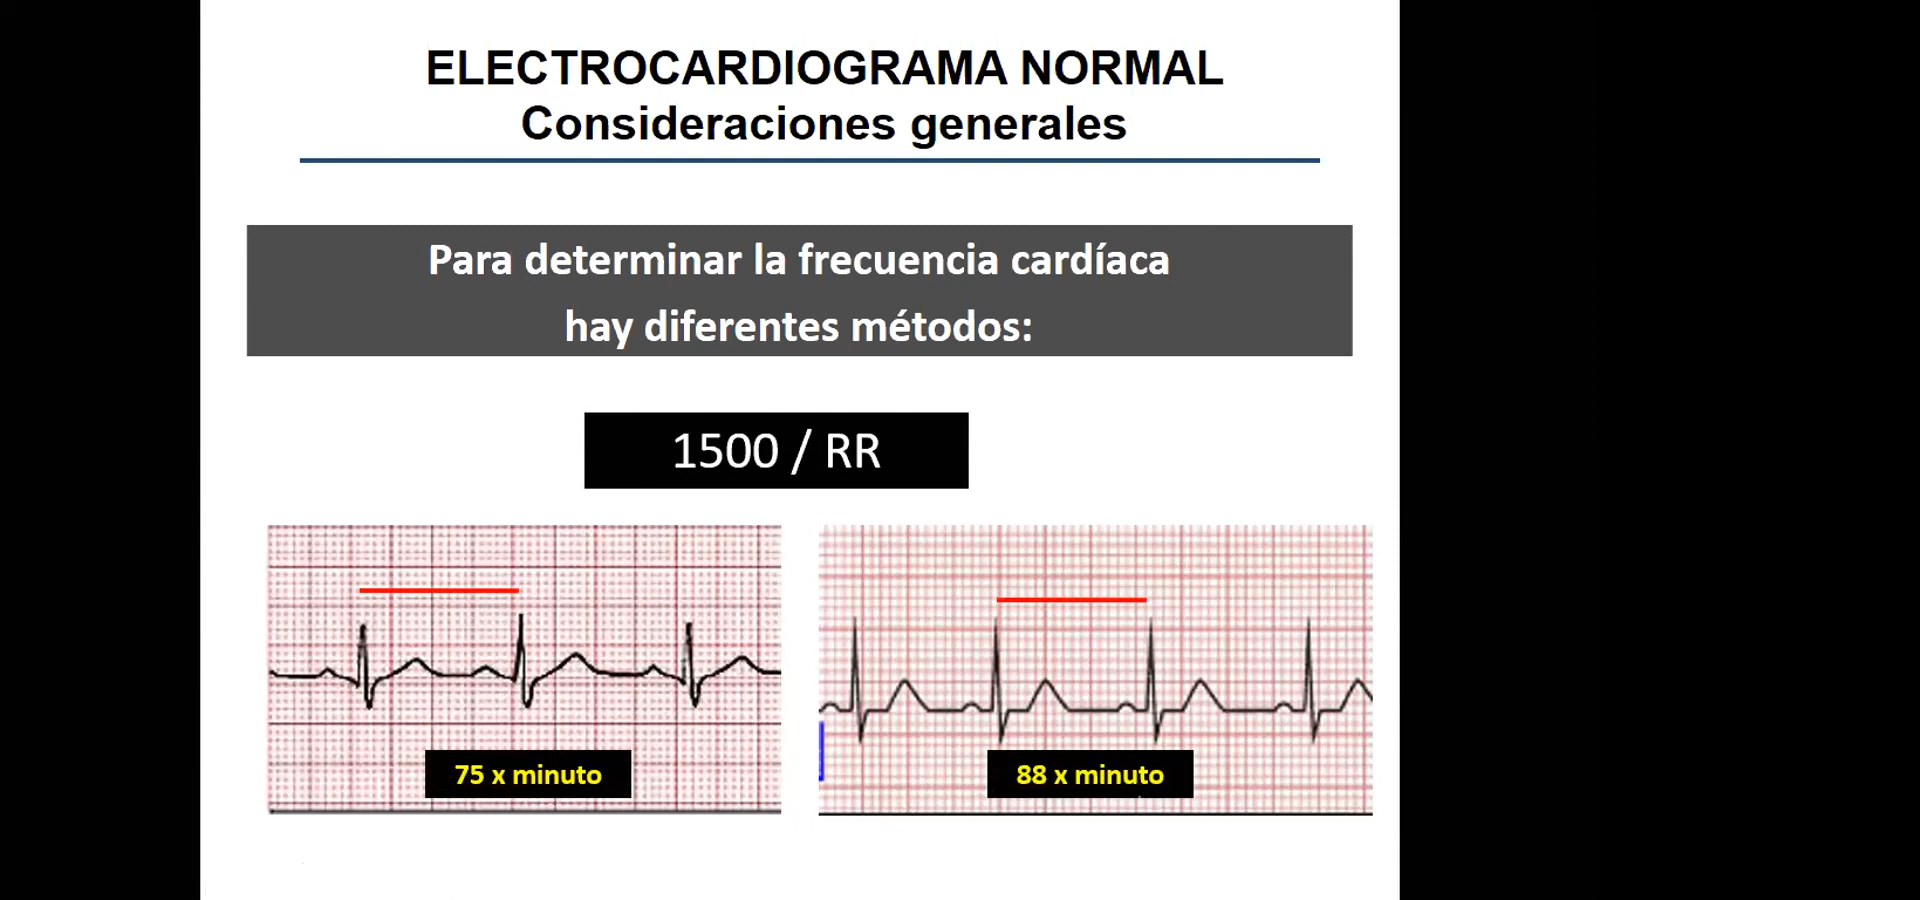 ELECTROCARDIOGRAMA NORMAL
Consideraciones generales
Para determinar la frecuencia cardíaca
hay diferentes métodos:
1500 / RR
75 x minuto
88 x minuto